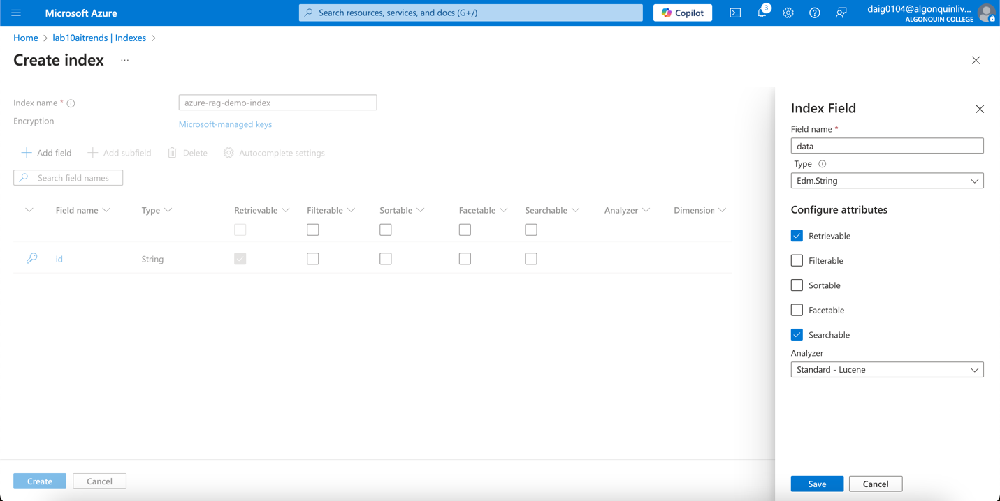 Microsoft Azure
Search resources, services, and docs (G+/)
Copilot
3
daig0104@algonquinliv...
ALGONQUIN COLLEGE
Home > lab10aitrends | Indexes >
Create index ...
Index name *
azure-rag-demo-index
Encryption
Microsoft-managed keys
Add field
Add subfield
Delete
Autocomplete settings
Search field names
Field name
Type
Retrievable
Filterable
Sortable
Facetable
Searchable
Analyzer
Dimension
id
String
Create
Cancel
Index Field
Field name *
data
Type
Edm.String
Configure attributes
Retrievable
Filterable
Sortable
Facetable
Searchable
Analyzer
Standard - Lucene
Save
Cancel